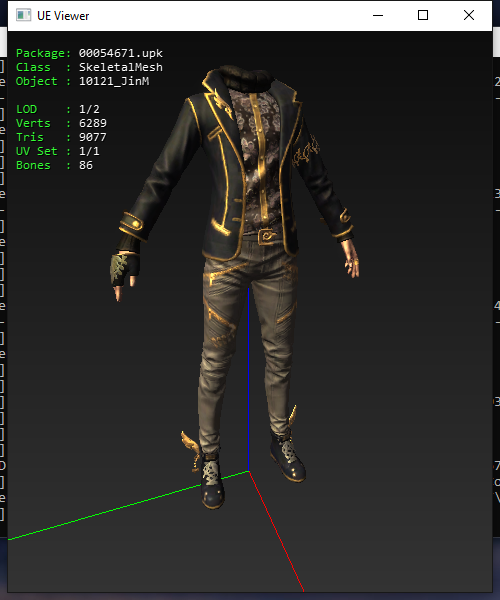 UE Viewer
Package: 00054671.upk
Class : SkeletalMesh
Object : 10121_JinM
LOD : 1/2
Verts : 6289
Tris : 9077
UV Set : 1/1
Bones : 86